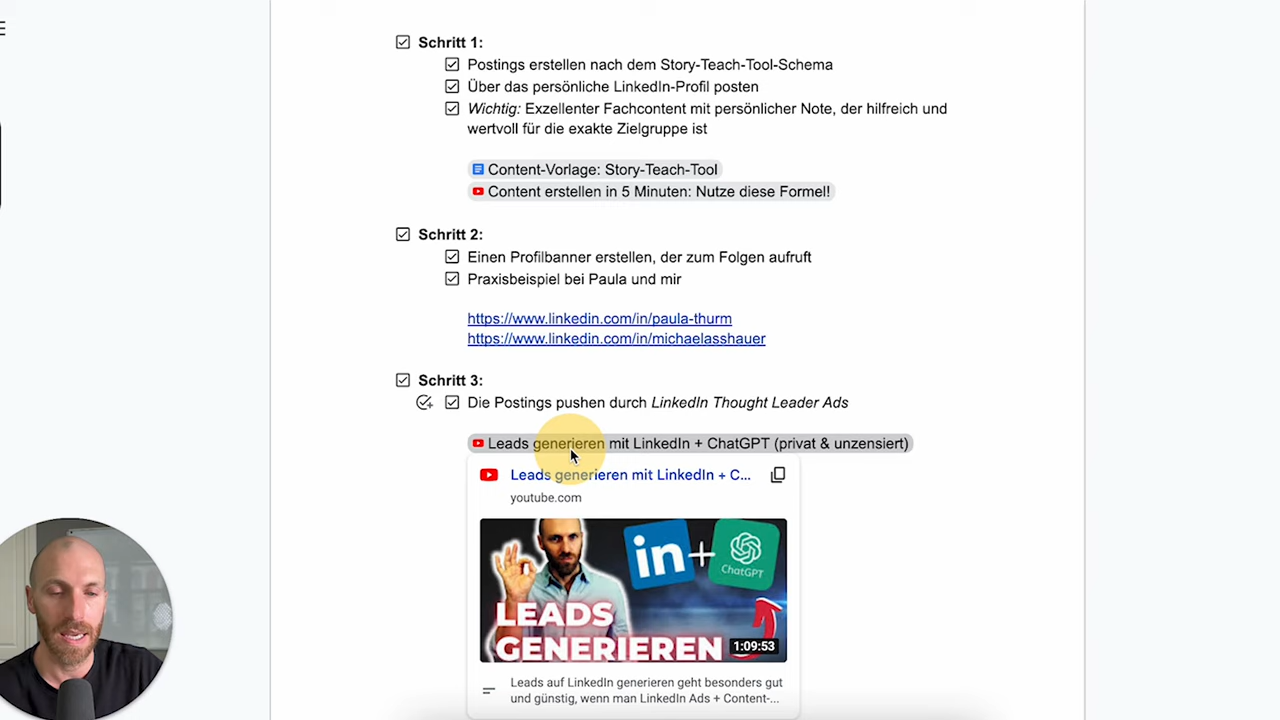 Schritt 1:
Postings erstellen nach dem Story-Teach-Tool-Schema
Über das persönliche LinkedIn-Profil posten
Wichtig: Exzellenter Fachcontent mit persönlicher Note, der hilfreich und
wertvoll für die exakte Zielgruppe ist
Content-Vorlage: Story-Teach-Tool
Content erstellen in 5 Minuten: Nutze diese Formel!
Schritt 2:
Einen Profilbanner erstellen, der zum Folgen aufruft
Praxisbeispiel bei Paula und mir
https://www.linkedin.com/in/paula-thurm
https://www.linkedin.com/in/michaelasshauer
Schritt 3:
Die Postings pushen durch LinkedIn Thought Leader Ads
Leads generieren mit LinkedIn + ChatGPT (privat & unzensiert)
Leads generieren mit LinkedIn + C...
youtube.com
in + ChatGPT
LEADS
GENERIEREN
1:09:53
Leads auf LinkedIn generieren geht besonders gut
und günstig, wenn man LinkedIn Ads + Content-...